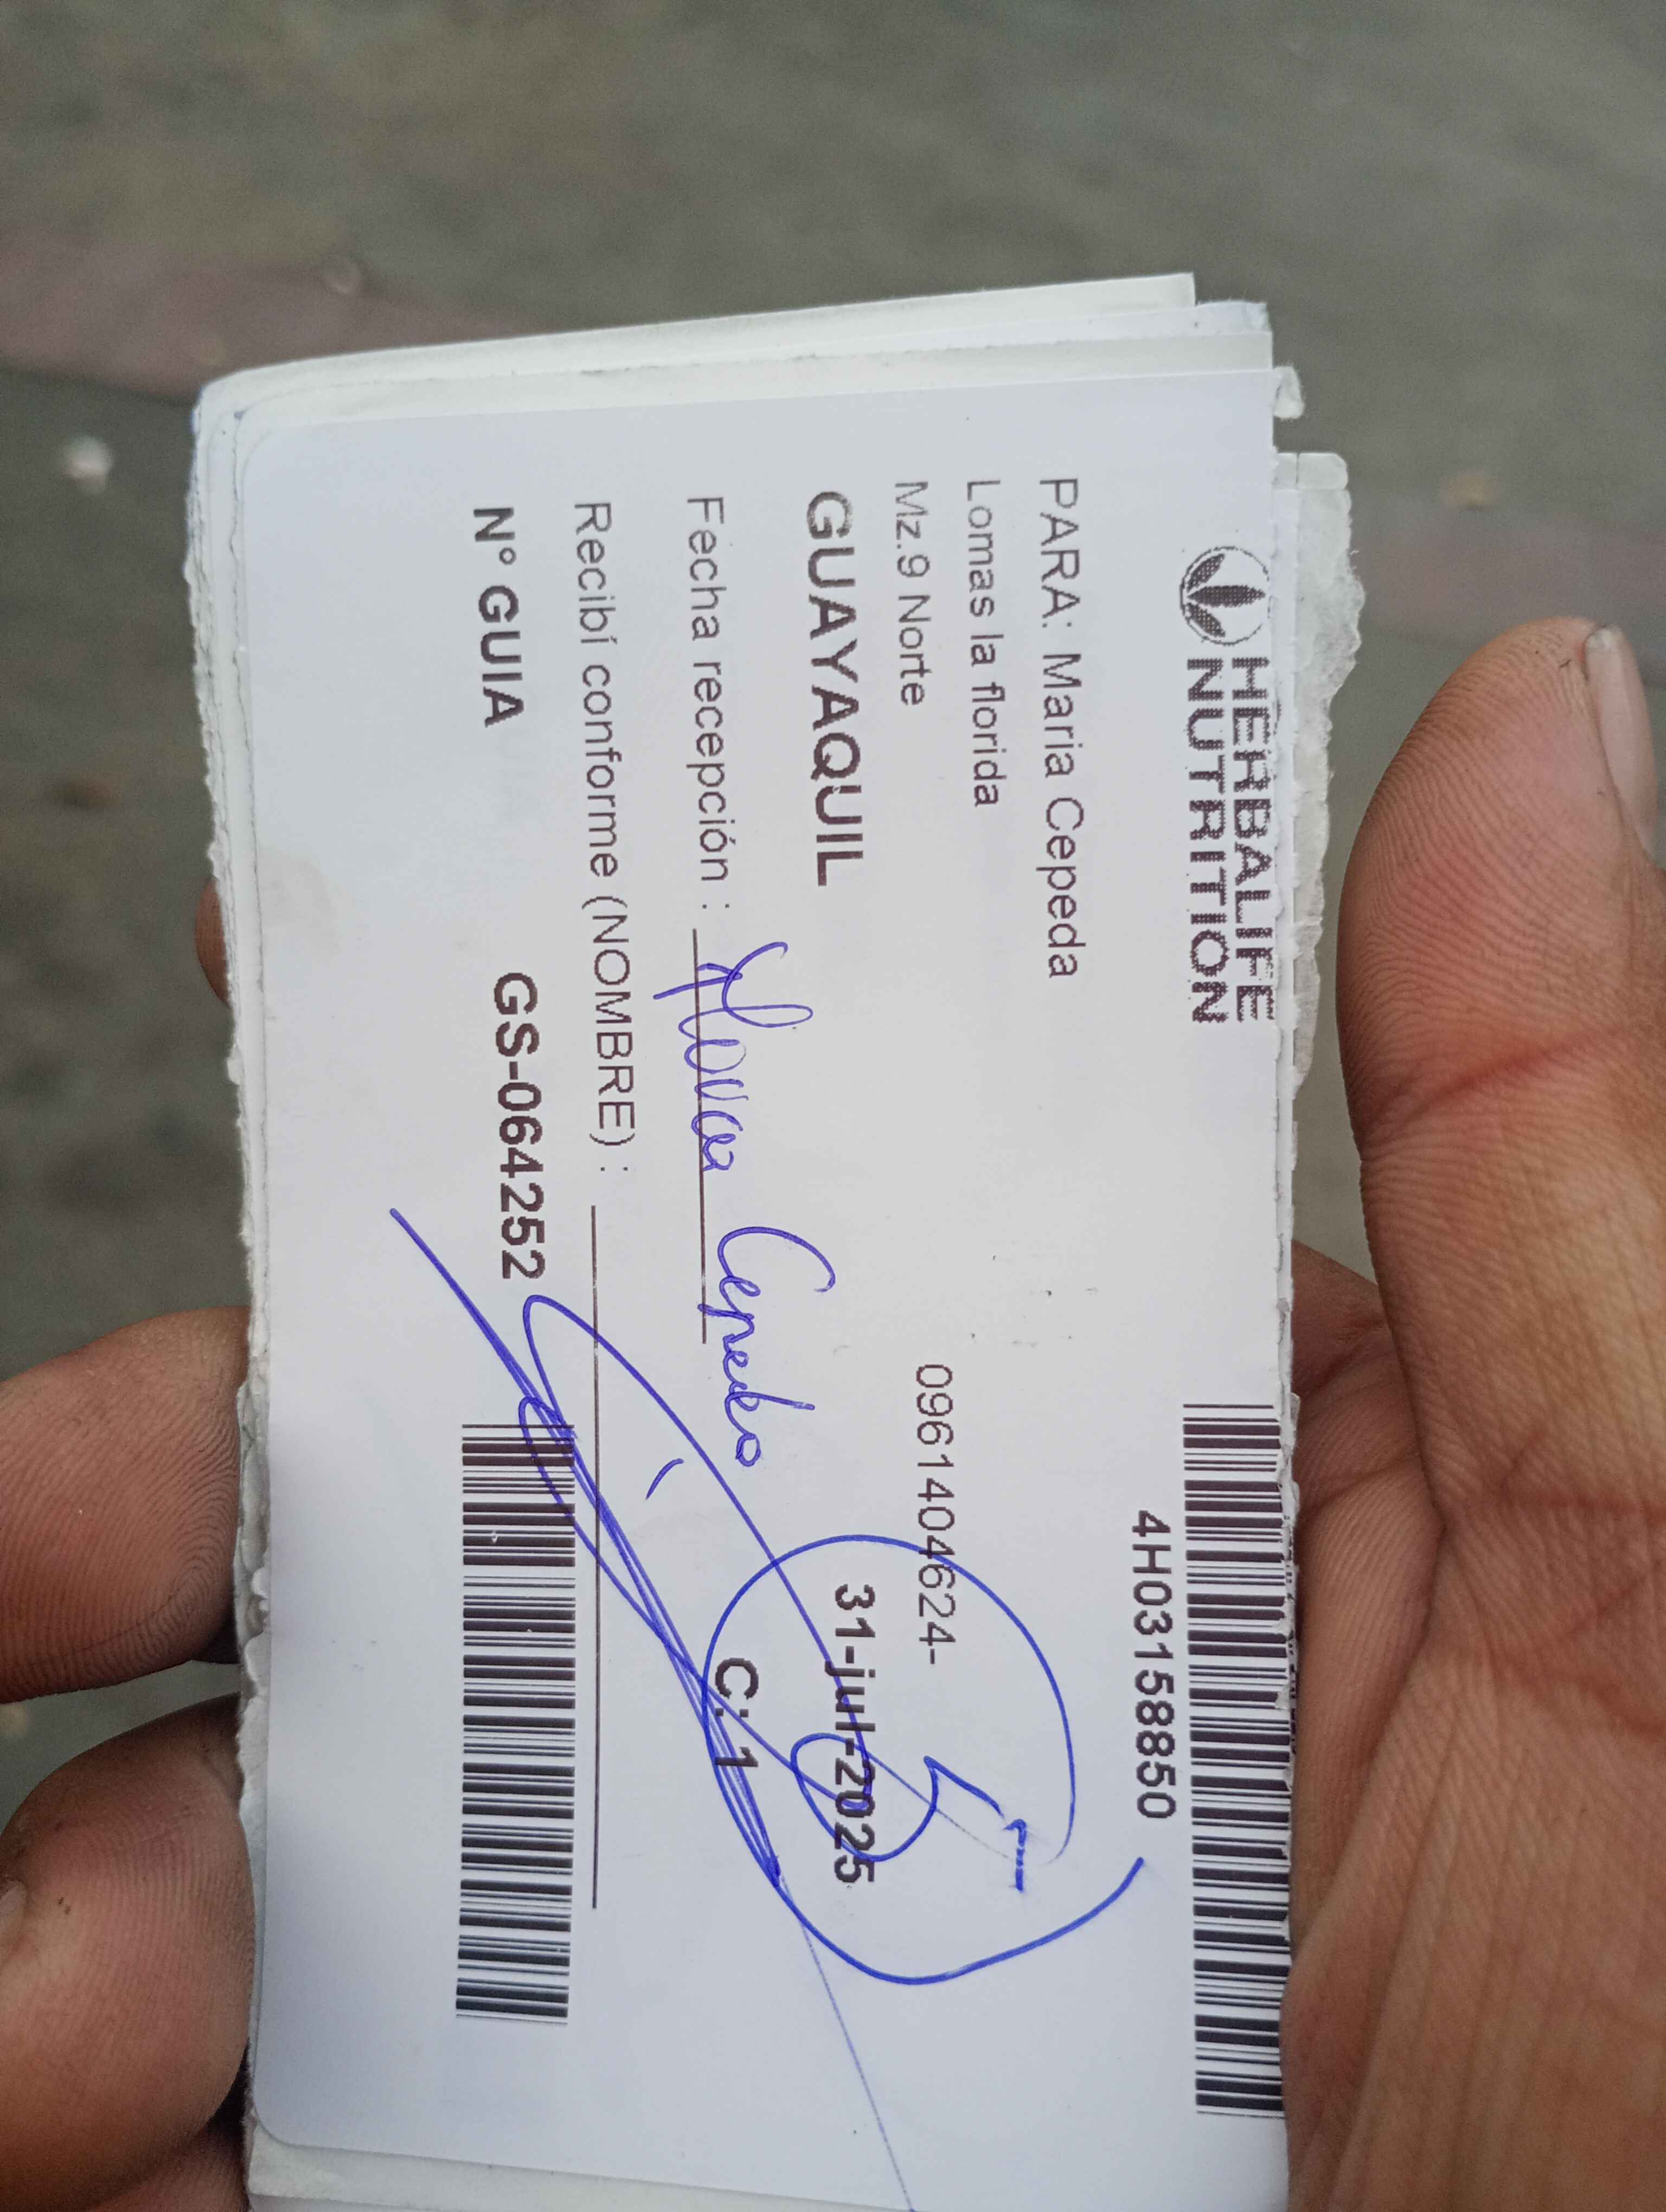 HERBALIFE
NUTRITION
4H03158850
PARA: Maria Cepeda
Lomas la florida
Mz.9 Norte
0961404624-
GUAYAQUIL
31-jul-2025
Fecha recepción :
Cepeda
C: 1
Recibí conforme (NOMBRE) :
N° GUIA GS-064252